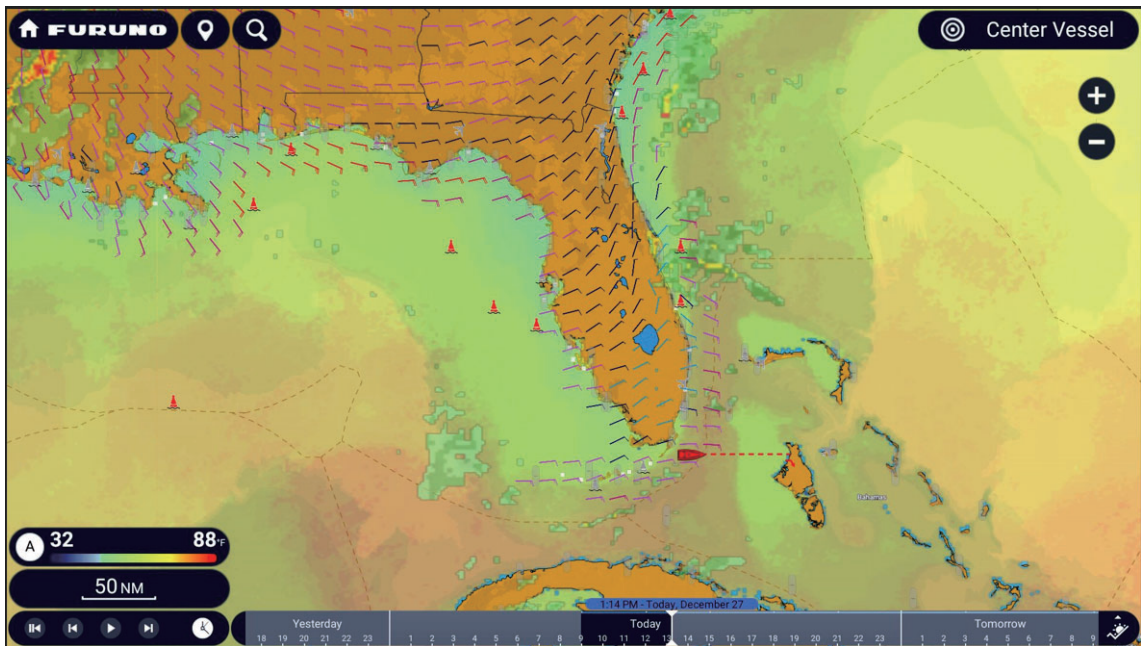 FURUNO
Center Vessel
+
−
Bahamas
A 32 88°F
50 NM
1:14 PM - Today, December 27
Yesterday Today Tomorrow
18 19 20 21 22 23 1 2 3 4 5 6 7 8 9 10 11 12 13 14 15 16 17 18 19 20 21 22 23 1 2 3 4 5 6 7 8 9